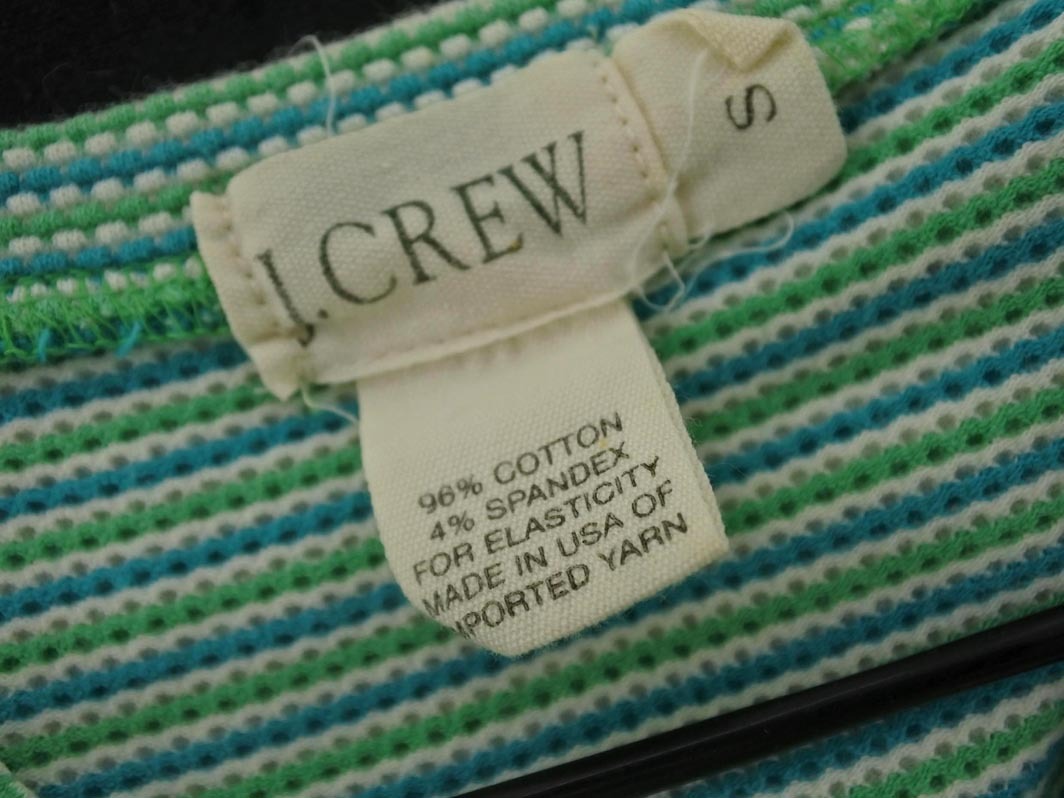 J.CREW
S
96% COTTON
4% SPANDEX
FOR ELASTICITY
MADE IN USA OF
IMPORTED YARN